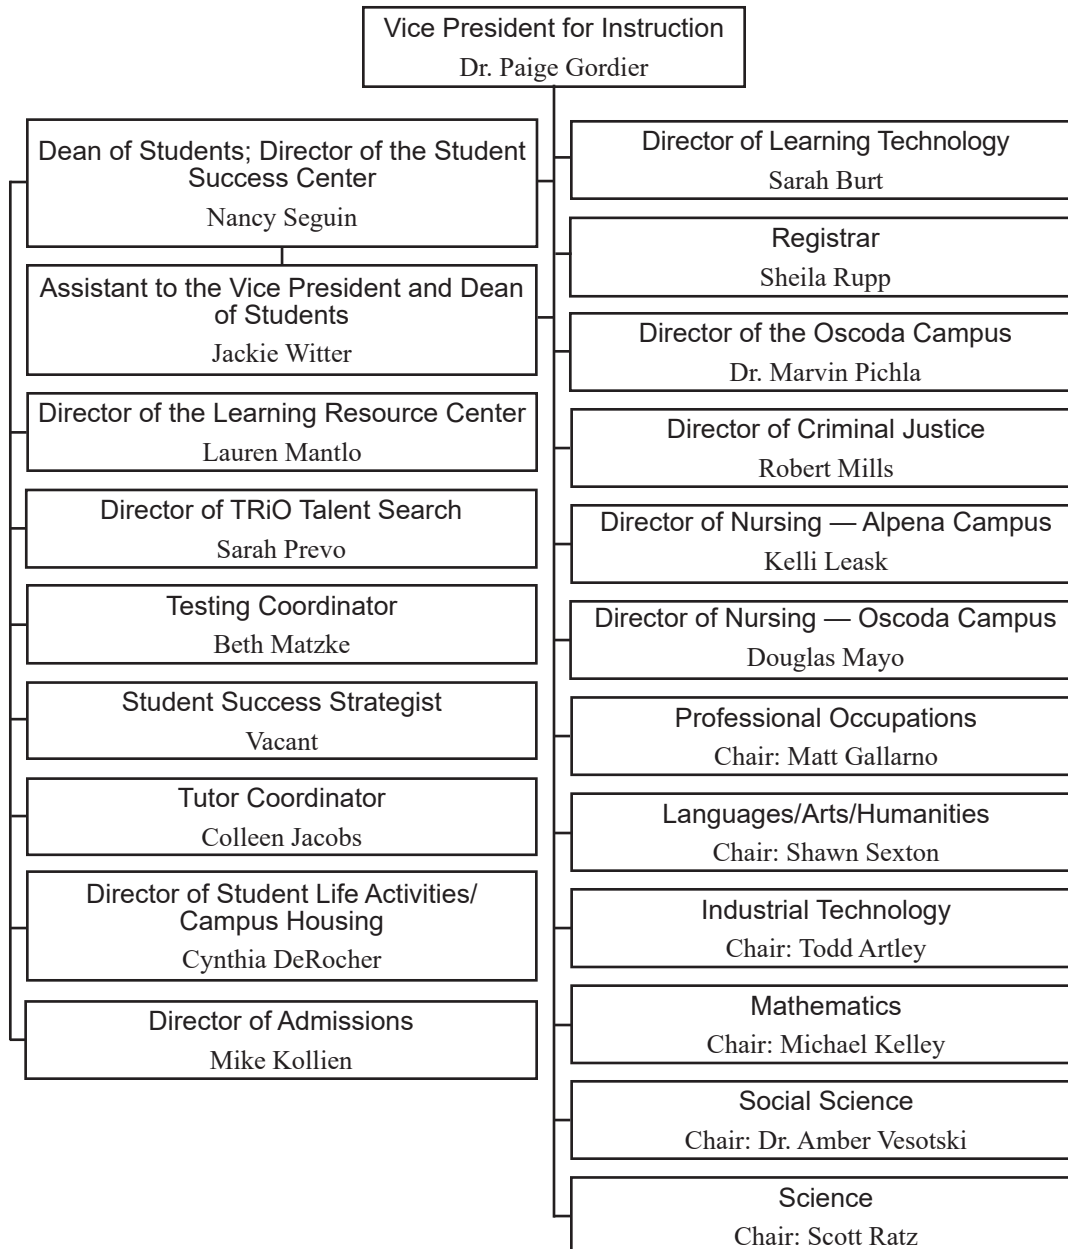 Vice President for Instruction
Dr. Paige Gordier
Dean of Students; Director of the Student
Success Center
Nancy Seguin
Assistant to the Vice President and Dean
of Students
Jackie Witter
Director of the Learning Resource Center
Lauren Mantlo
Director of TRiO Talent Search
Sarah Prevo
Testing Coordinator
Beth Matzke
Student Success Strategist
Vacant
Tutor Coordinator
Colleen Jacobs
Director of Student Life Activities/
Campus Housing
Cynthia DeRocher
Director of Admissions
Mike Kollien
Director of Learning Technology
Sarah Burt
Registrar
Sheila Rupp
Director of the Oscoda Campus
Dr. Marvin Pichla
Director of Criminal Justice
Robert Mills
Director of Nursing — Alpena Campus
Kelli Leask
Director of Nursing — Oscoda Campus
Douglas Mayo
Professional Occupations
Chair: Matt Gallarno
Languages/Arts/Humanities
Chair: Shawn Sexton
Industrial Technology
Chair: Todd Artley
Mathematics
Chair: Michael Kelley
Social Science
Chair: Dr. Amber Vesotski
Science
Chair: Scott Ratz